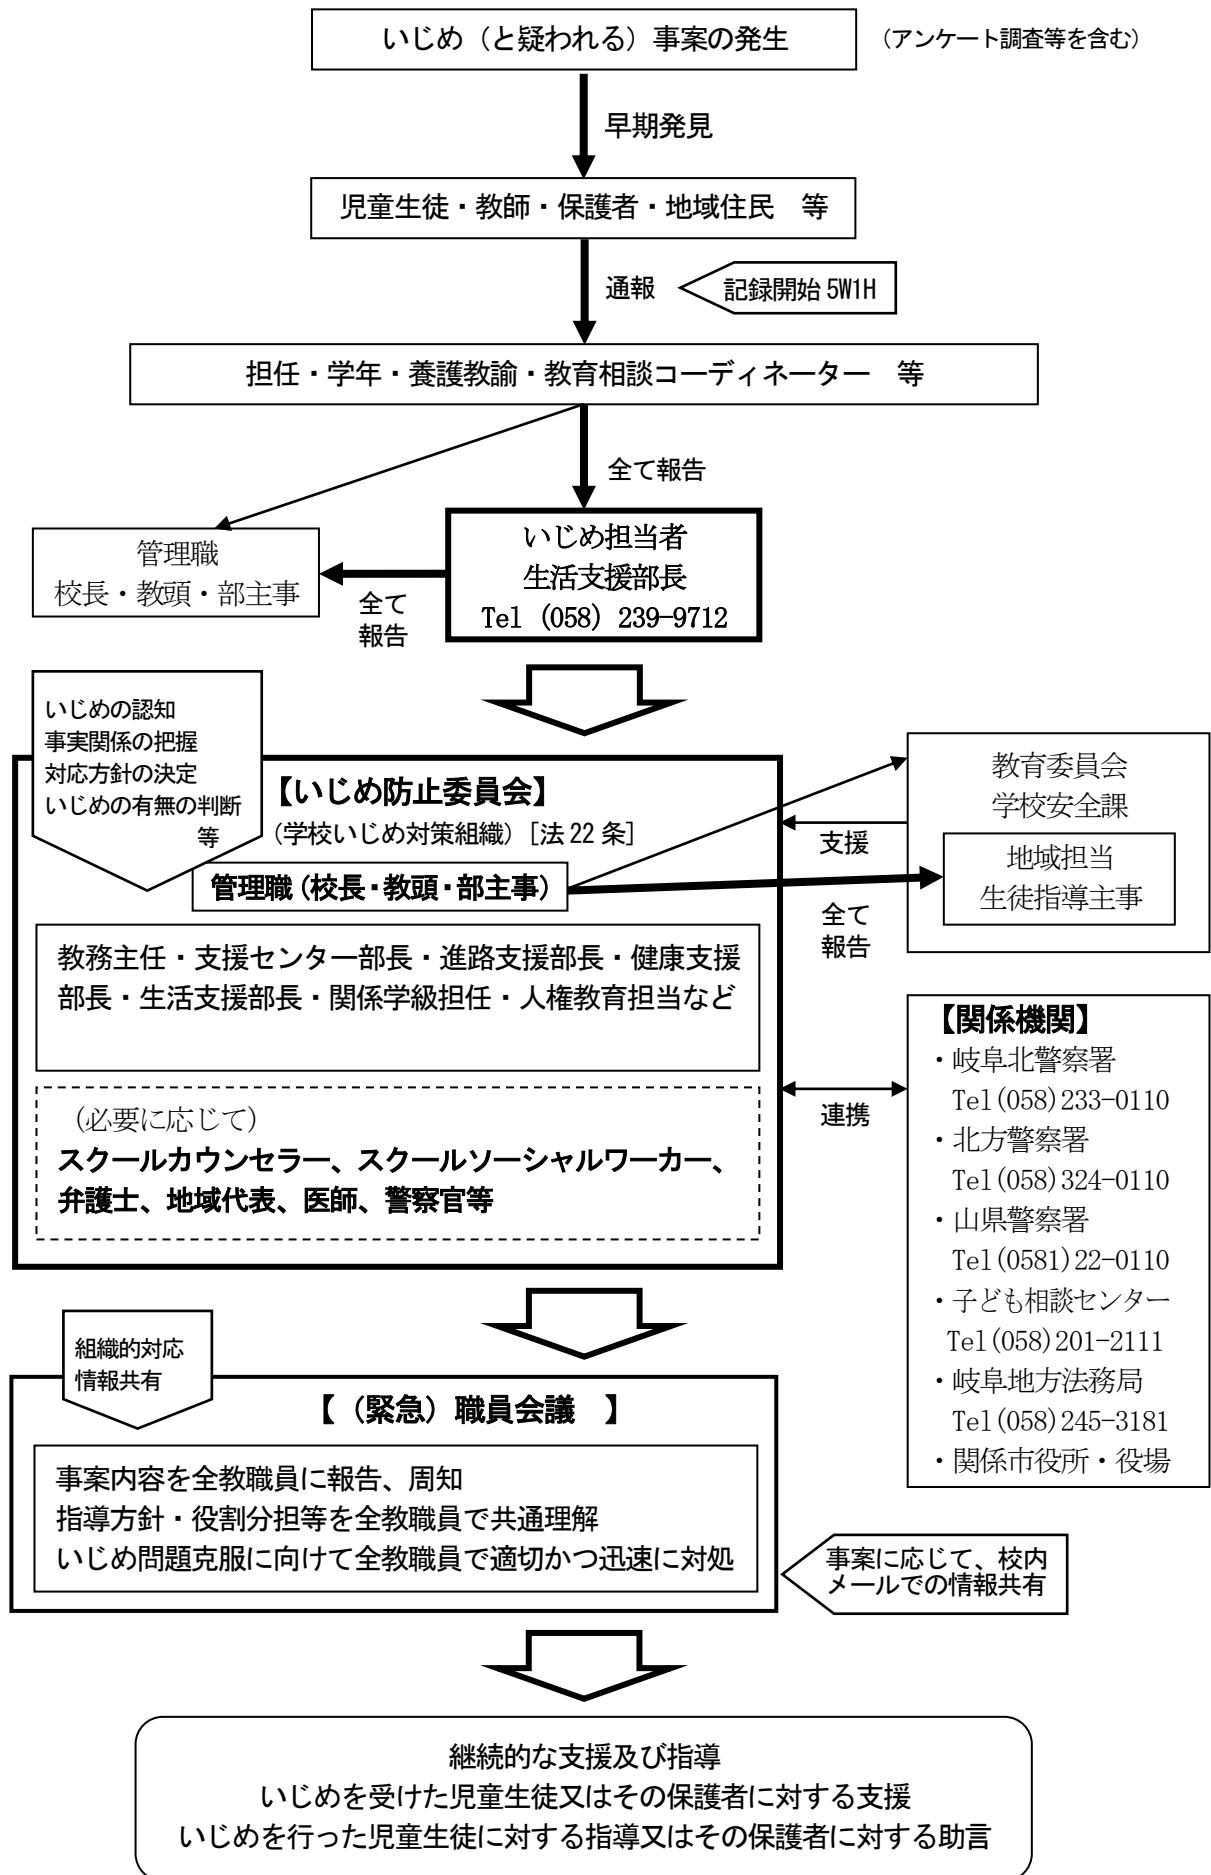 いじめ（と疑われる）事案の発生
（アンケート調査等を含む）
早期発見
児童生徒・教師・保護者・地域住民　等
通報
記録開始 5W1H
担任・学年・養護教諭・教育相談コーディネーター　等
全て報告
いじめ担当者
生活支援部長
Tel (058) 239-9712
管理職
校長・教頭・部主事
全て
報告
いじめの認知
事実関係の把握
対応方針の決定
いじめの有無の判断
等
【いじめ防止委員会】
（学校いじめ対策組織）［法 22 条］
管理職（校長・教頭・部主事）
教務主任・支援センター部長・進路支援部長・健康支援
部長・生活支援部長・関係学級担任・人権教育担当など
（必要に応じて）
スクールカウンセラー、スクールソーシャルワーカー、
弁護士、地域代表、医師、警察官等
教育委員会
学校安全課
支援
地域担当
生徒指導主事
全て
報告
連携
【関係機関】
・岐阜北警察署
Tel(058)233-0110
・北方警察署
Tel(058)324-0110
・山県警察署
Tel(0581)22-0110
・子ども相談センター
Tel(058)201-2111
・岐阜地方法務局
Tel(058)245-3181
・関係市役所・役場
組織的対応
情報共有
【（緊急）職員会議　】
事案内容を全教職員に報告、周知
指導方針・役割分担等を全教職員で共通理解
いじめ問題克服に向けて全教職員で適切かつ迅速に対処
事案に応じて、校内
メールでの情報共有
継続的な支援及び指導
いじめを受けた児童生徒又はその保護者に対する支援
いじめを行った児童生徒に対する指導又はその保護者に対する助言